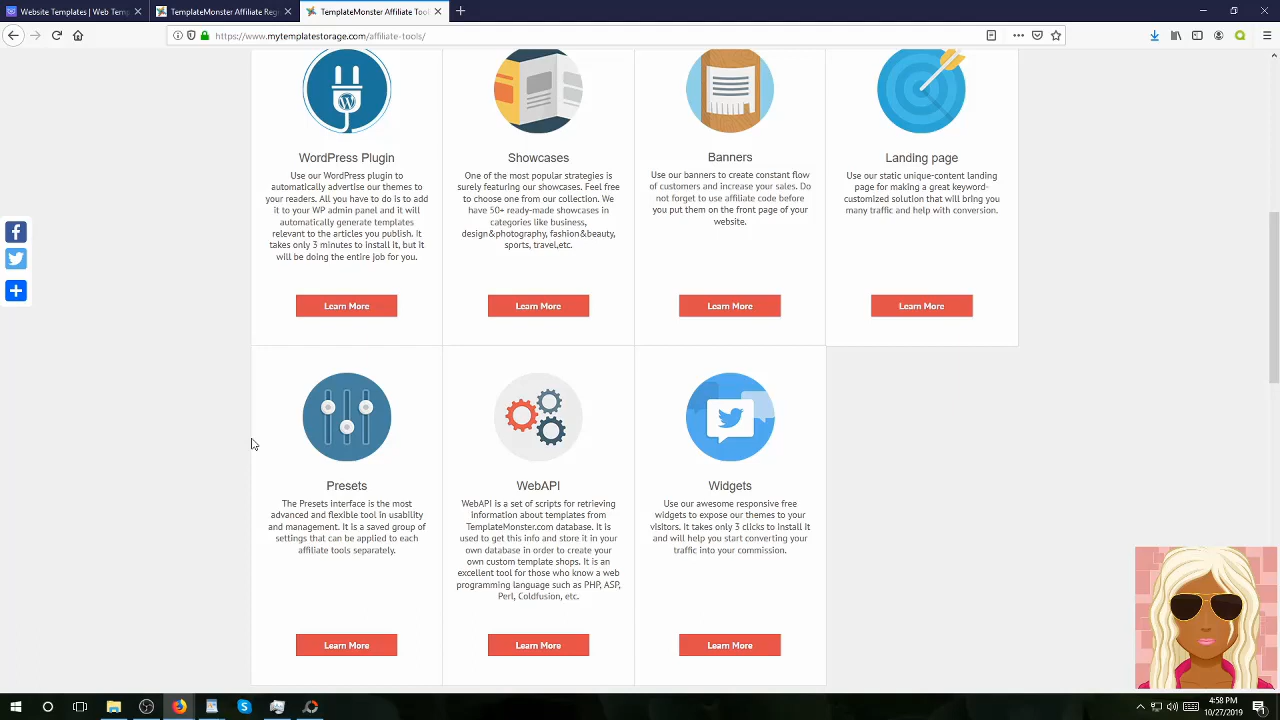 Website Templates | Web Temp
TemplateMonster Affiliate Reg
TemplateMonster Affiliate Too
https://www.mytemplatestorage.com/affiliate-tools/
WordPress Plugin
Use our WordPress plugin to
automatically advertise our themes to
your readers. All you have to do is to add
it to your WP admin panel and it will
automatically generate templates
relevant to the articles you publish. It
takes only 3 minutes to install it, but it
will be doing the entire job for you.
Learn More
Showcases
One of the most popular strategies is
surely featuring our showcases. Feel free
to choose one from our collection. We
have 50+ ready-made showcases in
categories like business,
design&photography, fashion&beauty,
sports, travel,etc.
Learn More
Banners
Use our banners to create constant flow
of customers and increase your sales. Do
not forget to use affiliate code before
you put them on the front page of your
website.
Learn More
Landing page
Use our static unique-content landing
page for making a great keyword-
customized solution that will bring you
many traffic and help with conversion.
Learn More
Presets
The Presets interface is the most
advanced and flexible tool in usability
and management. It is a saved group of
settings that can be applied to each
affiliate tools separately.
Learn More
WebAPI
WebAPI is a set of scripts for retrieving
information about templates from
TemplateMonster.com database. It is
used to get this info and store it in your
own database in order to create your
own custom template shops. It is an
excellent tool for those who know a web
programming language such as PHP, ASP,
Perl, Coldfusion, etc.
Learn More
Widgets
Use our awesome responsive free
widgets to expose our themes to your
visitors. It takes only 3 clicks to install it
and will help you start converting your
traffic into your commission.
Learn More
4:58 PM
10/27/2019